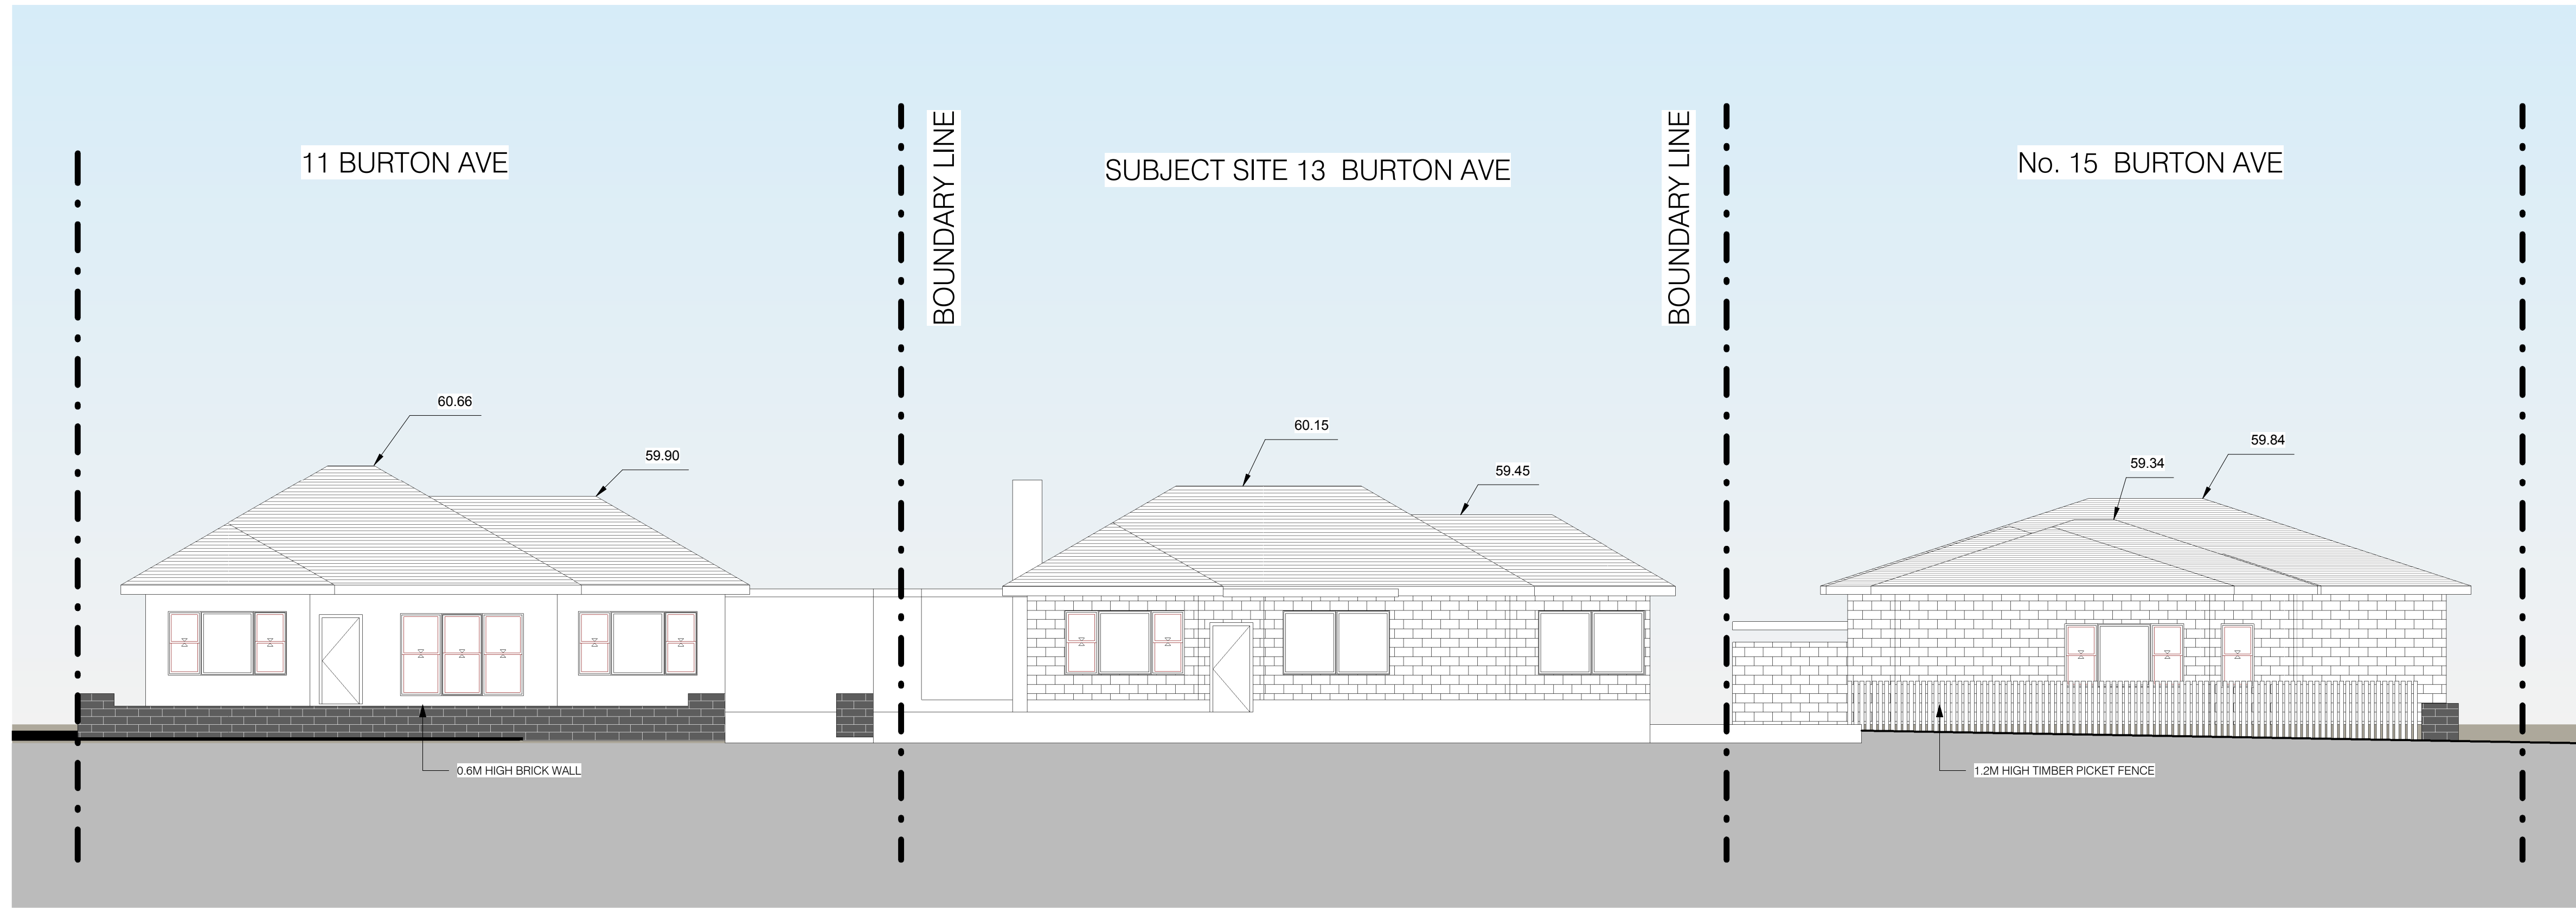 11 BURTON AVE
BOUNDARY LINE
SUBJECT SITE 13 BURTON AVE
BOUNDARY LINE
No. 15 BURTON AVE
60.66
59.90
60.15
59.45
59.34
59.84
0.6M HIGH BRICK WALL
1.2M HIGH TIMBER PICKET FENCE